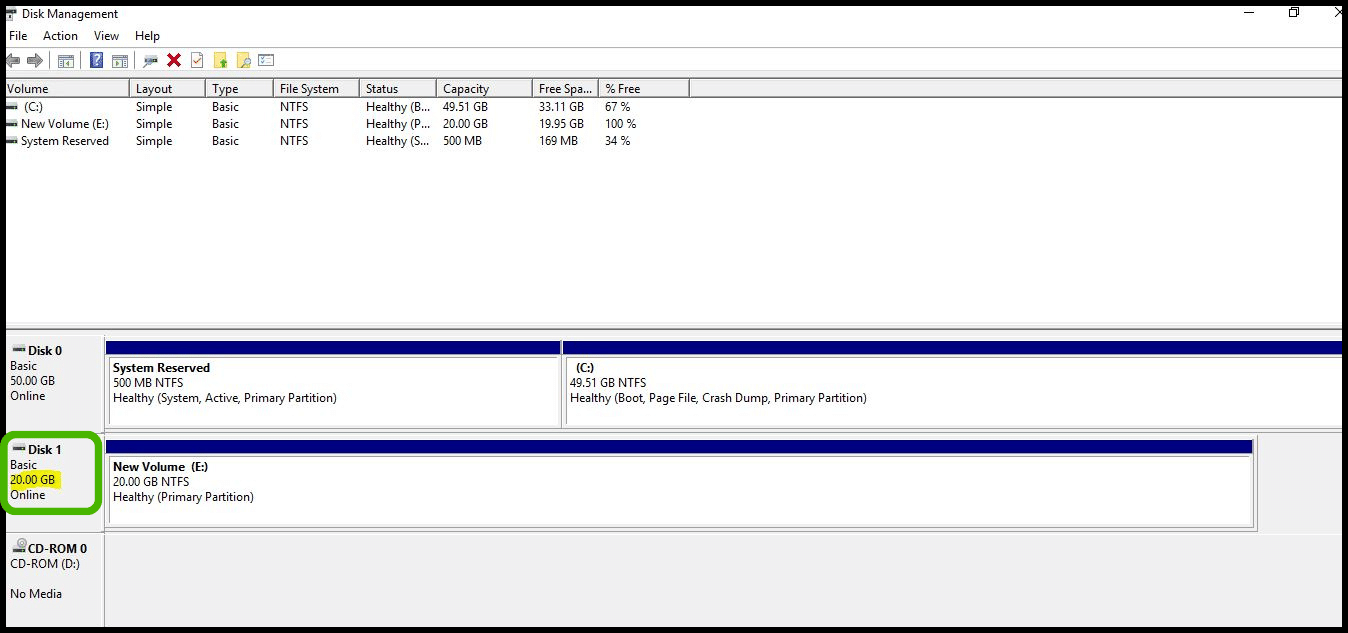 Disk Management
File Action View Help
Volume Layout Type File System Status Capacity Free Spa... % Free
(C:) Simple Basic NTFS Healthy (B... 49.51 GB 33.11 GB 67 %
New Volume (E:) Simple Basic NTFS Healthy (P... 20.00 GB 19.95 GB 100 %
System Reserved Simple Basic NTFS Healthy (S... 500 MB 169 MB 34 %
Disk 0
Basic
50.00 GB
Online
System Reserved
500 MB NTFS
Healthy (System, Active, Primary Partition)
(C:)
49.51 GB NTFS
Healthy (Boot, Page File, Crash Dump, Primary Partition)
Disk 1
Basic
20.00 GB
Online
New Volume (E:)
20.00 GB NTFS
Healthy (Primary Partition)
CD-ROM 0
CD-ROM (D:)
No Media